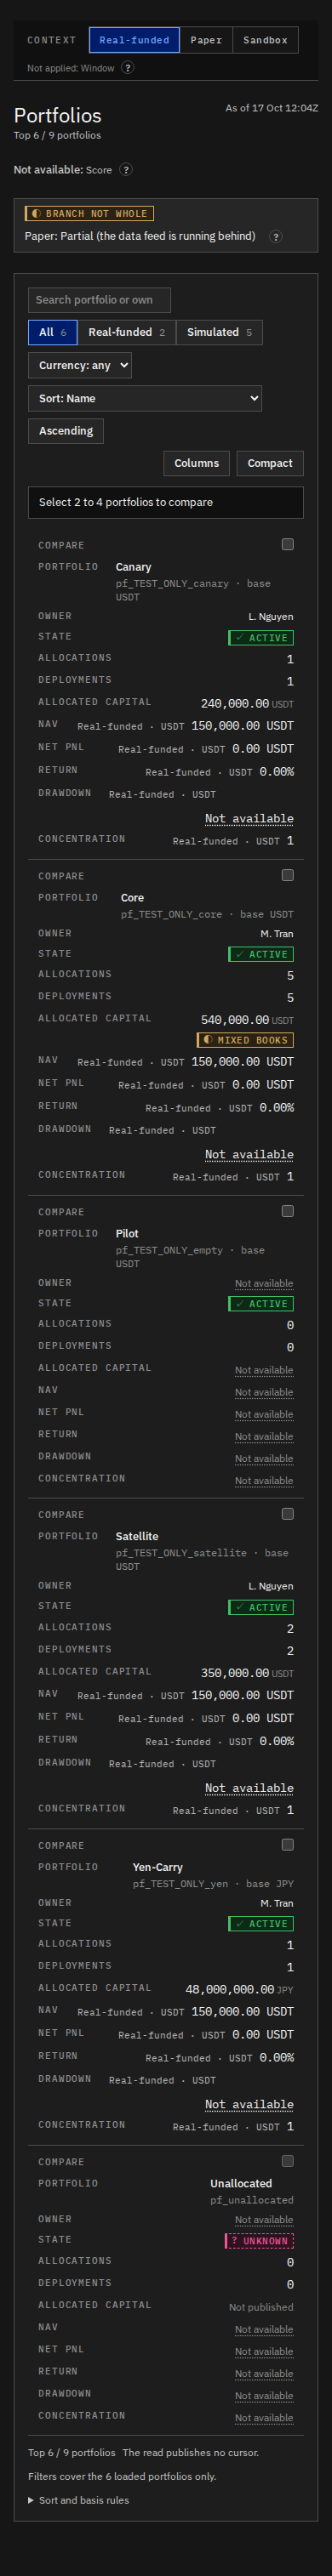 CONTEXT Real-funded Paper Sandbox
Not applied: Window ?
Portfolios As of 17 Oct 12:04Z
Top 6 / 9 portfolios
Not available: Score ?
BRANCH NOT WHOLE
Paper: Partial (the data feed is running behind) ?
Search portfolio or own
All 6 Real-funded 2 Simulated 5
Currency: any
Sort: Name
Ascending
Columns Compact
Select 2 to 4 portfolios to compare
COMPARE
PORTFOLIO Canary
pf_TEST_ONLY_canary · base
USDT
OWNER L. Nguyen
STATE ✓ ACTIVE
ALLOCATIONS 1
DEPLOYMENTS 1
ALLOCATED CAPITAL 240,000.00 USDT
NAV Real-funded · USDT 150,000.00 USDT
NET PNL Real-funded · USDT 0.00 USDT
RETURN Real-funded · USDT 0.00%
DRAWDOWN Real-funded · USDT
Not available
CONCENTRATION Real-funded · USDT 1
COMPARE
PORTFOLIO Core
pf_TEST_ONLY_core · base USDT
OWNER M. Tran
STATE ✓ ACTIVE
ALLOCATIONS 5
DEPLOYMENTS 5
ALLOCATED CAPITAL 540,000.00 USDT
MIXED BOOKS
NAV Real-funded · USDT 150,000.00 USDT
NET PNL Real-funded · USDT 0.00 USDT
RETURN Real-funded · USDT 0.00%
DRAWDOWN Real-funded · USDT
Not available
CONCENTRATION Real-funded · USDT 1
COMPARE
PORTFOLIO Pilot
pf_TEST_ONLY_empty · base
USDT
OWNER Not available
STATE ✓ ACTIVE
ALLOCATIONS 0
DEPLOYMENTS 0
ALLOCATED CAPITAL Not available
NAV Not available
NET PNL Not available
RETURN Not available
DRAWDOWN Not available
CONCENTRATION Not available
COMPARE
PORTFOLIO Satellite
pf_TEST_ONLY_satellite · base
USDT
OWNER L. Nguyen
STATE ✓ ACTIVE
ALLOCATIONS 2
DEPLOYMENTS 2
ALLOCATED CAPITAL 350,000.00 USDT
NAV Real-funded · USDT 150,000.00 USDT
NET PNL Real-funded · USDT 0.00 USDT
RETURN Real-funded · USDT 0.00%
DRAWDOWN Real-funded · USDT
Not available
CONCENTRATION Real-funded · USDT 1
COMPARE
PORTFOLIO Yen-Carry
pf_TEST_ONLY_yen · base JPY
OWNER M. Tran
STATE ✓ ACTIVE
ALLOCATIONS 1
DEPLOYMENTS 1
ALLOCATED CAPITAL 48,000,000.00 JPY
NAV Real-funded · USDT 150,000.00 USDT
NET PNL Real-funded · USDT 0.00 USDT
RETURN Real-funded · USDT 0.00%
DRAWDOWN Real-funded · USDT
Not available
CONCENTRATION Real-funded · USDT 1
COMPARE
PORTFOLIO Unallocated
pf_unallocated
OWNER Not available
STATE ? UNKNOWN
ALLOCATIONS 0
DEPLOYMENTS 0
ALLOCATED CAPITAL Not published
NAV Not available
NET PNL Not available
RETURN Not available
DRAWDOWN Not available
CONCENTRATION Not available
Top 6 / 9 portfolios The read publishes no cursor.
Filters cover the 6 loaded portfolios only.
Sort and basis rules